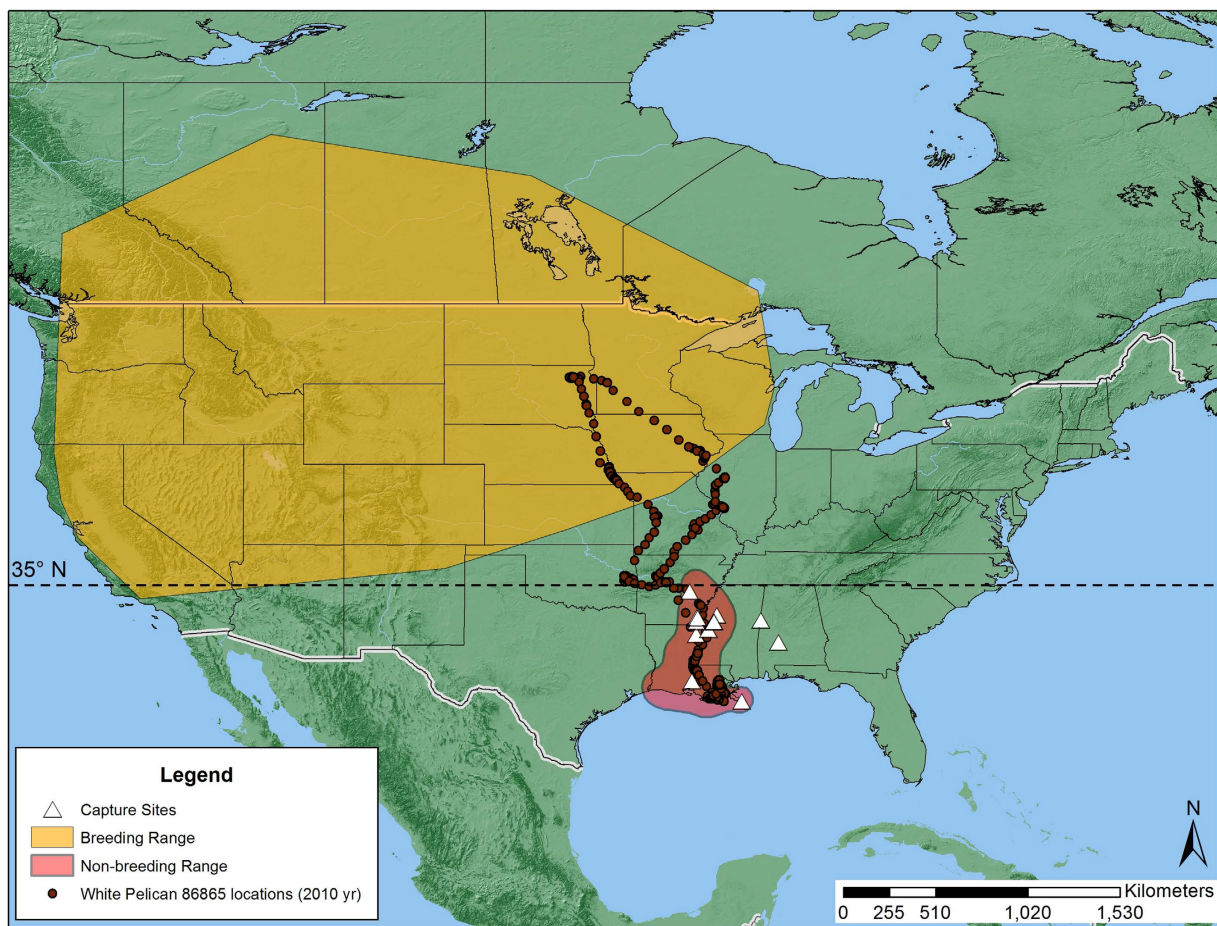 35° N
Legend
Capture Sites
Breeding Range
Non-breeding Range
White Pelican 86865 locations (2010 yr)
N
Kilometers
0 255 510 1,020 1,530